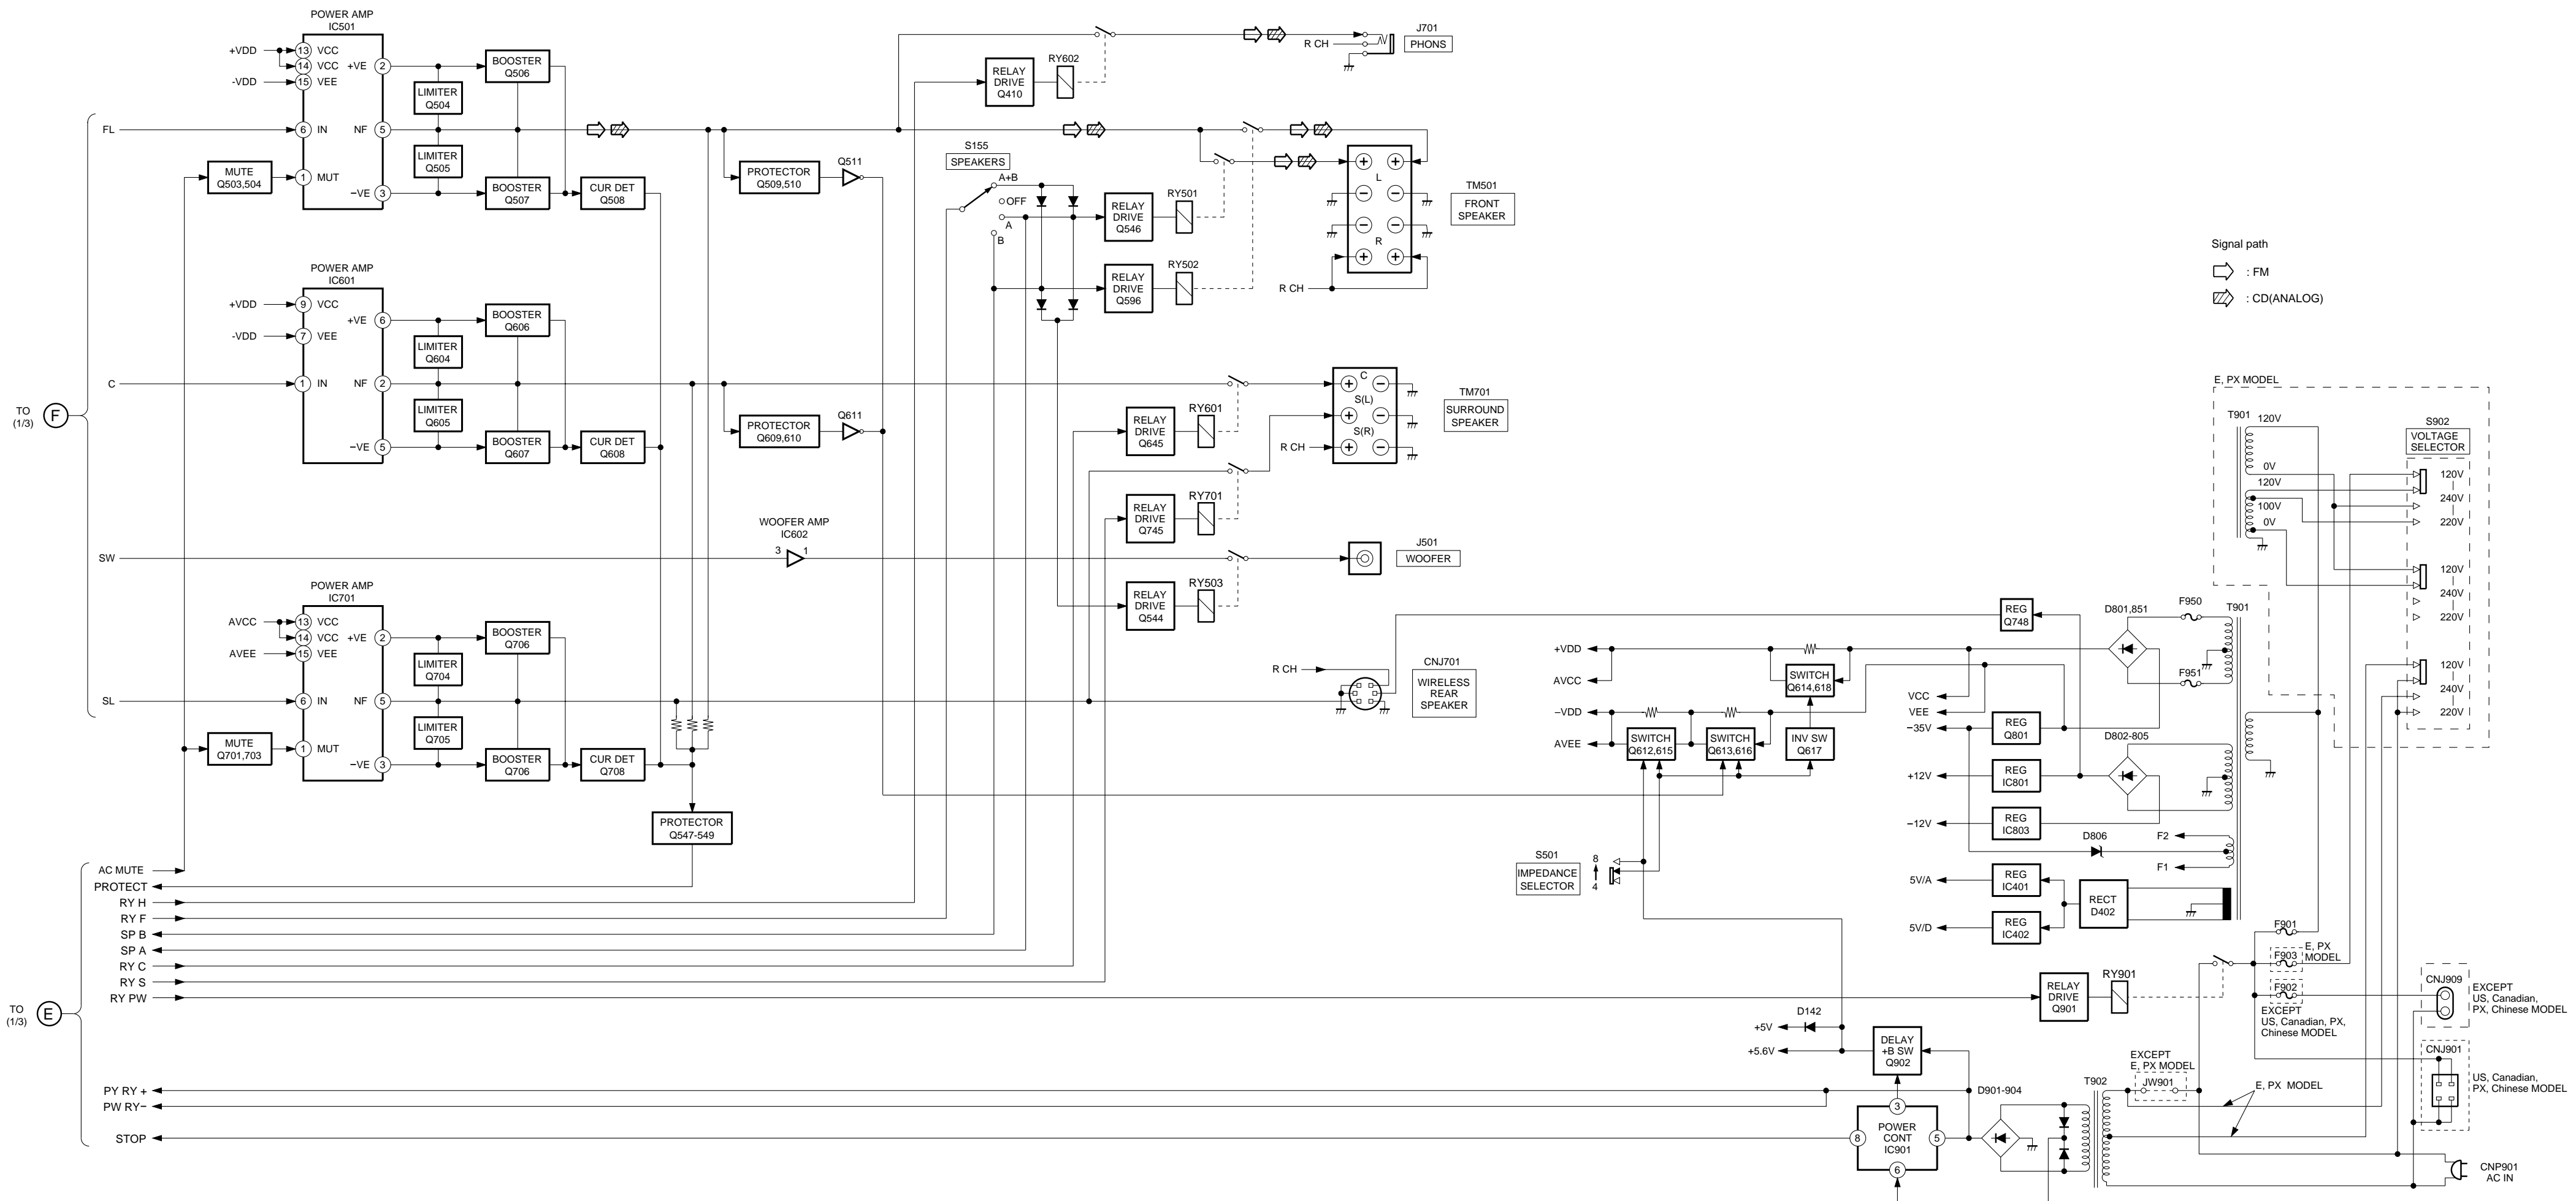 POWER AMP
IC501
+VDD
-VDD
13 VCC
14 VCC
15 VEE
+VE 2
6 IN
NF 5
1 MUT
−VE 3
LIMITER
Q504
LIMITER
Q505
BOOSTER
Q506
BOOSTER
Q507
CUR DET
Q508
MUTE
Q503,504
FL
PROTECTOR
Q509,510
Q511
RELAY
DRIVE
Q410
RY602
R CH
J701
PHONS
S155
SPEAKERS
A+B
OFF
A
B
RELAY
DRIVE
Q546
RY501
RELAY
DRIVE
Q596
RY502
L
R
R CH
TM501
FRONT
SPEAKER
Signal path
: FM
: CD(ANALOG)
POWER AMP
IC601
+VDD
-VDD
9 VCC
7 VEE
+VE 6
1 IN
NF 2
−VE 5
LIMITER
Q604
LIMITER
Q605
BOOSTER
Q606
BOOSTER
Q607
CUR DET
Q608
C
TO
(1/3)
F
PROTECTOR
Q609,610
Q611
RELAY
DRIVE
Q645
RY601
RELAY
DRIVE
Q745
RY701
C
S(L)
S(R)
R CH
TM701
SURROUND
SPEAKER
SW
WOOFER AMP
IC602
3 1
RELAY
DRIVE
Q544
RY503
J501
WOOFER
POWER AMP
IC701
AVCC
AVEE
13 VCC
14 VCC
15 VEE
+VE 2
6 IN
NF 5
1 MUT
−VE 3
LIMITER
Q704
LIMITER
Q705
BOOSTER
Q706
BOOSTER
Q706
CUR DET
Q708
MUTE
Q701,703
SL
PROTECTOR
Q547-549
R CH
CNJ701
WIRELESS
REAR
SPEAKER
E, PX MODEL
T901
120V
0V
120V
100V
0V
S902
VOLTAGE
SELECTOR
120V
240V
220V
120V
240V
220V
120V
240V
220V
REG
Q748
D801,851
F950
F951
T901
+VDD
AVCC
−VDD
AVEE
SWITCH
Q614,618
SWITCH
Q612,615
SWITCH
Q613,616
INV SW
Q617
VCC
VEE
−35V
REG
Q801
D802-805
+12V
REG
IC801
−12V
REG
IC803
D806
F2
F1
5V/A
REG
IC401
5V/D
REG
IC402
RECT
D402
S501
IMPEDANCE
SELECTOR
8
4
TO
(1/3)
E
AC MUTE
PROTECT
RY H
RY F
SP B
SP A
RY C
RY S
RY PW
PY RY +
PW RY−
STOP
RELAY
DRIVE
Q901
RY901
F901
F903
E, PX
MODEL
F902
EXCEPT
US, Canadian, PX,
Chinese MODEL
CNJ909
EXCEPT
US, Canadian,
PX, Chinese MODEL
CNJ901
US, Canadian,
PX, Chinese MODEL
D142
+5V
+5.6V
DELAY
+B SW
Q902
3
8
POWER
CONT
IC901
5
6
D901-904
T902
EXCEPT
E, PX MODEL
JW901
E, PX MODEL
CNP901
AC IN